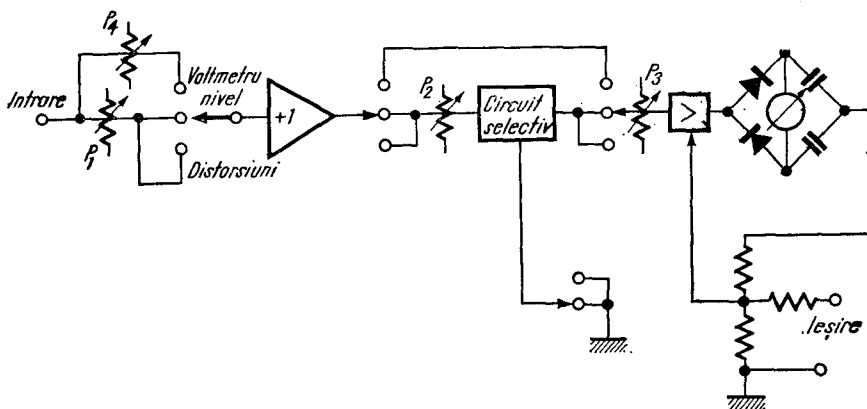 P4
Voltmetru
nivel
Intrare
P1
Distorsiuni
+1
P2
Circuit
selectiv
P3
>
Ieșire